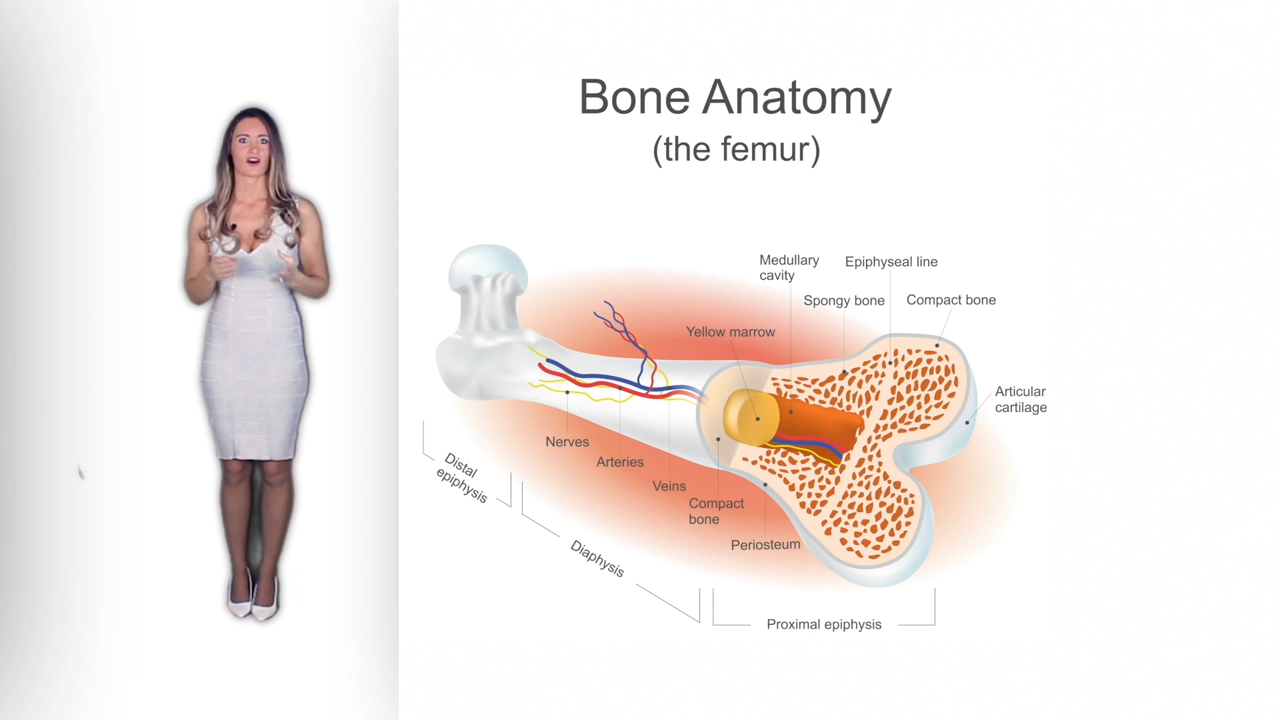 Bone Anatomy
(the femur)
Medullary
cavity
Epiphyseal line
Spongy bone
Compact bone
Yellow marrow
Articular
cartilage
Nerves
Arteries
Veins
Compact
bone
Periosteum
Distal
epiphysis
Diaphysis
Proximal epiphysis